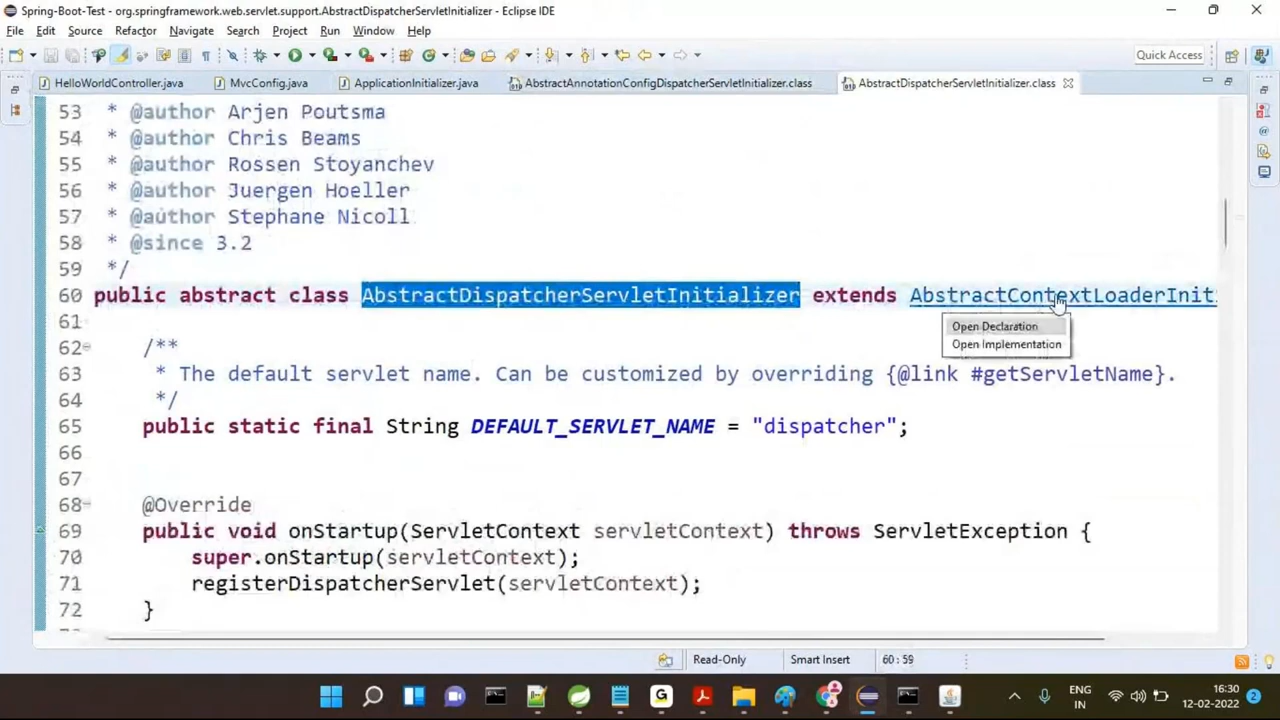 Spring-Boot-Test - org.springframework.web.servlet.support.AbstractDispatcherServletInitializer - Eclipse IDE
File Edit Source Refactor Navigate Search Project Run Window Help
Quick Access
HelloWorldController.java MvcConfig.java ApplicationInitializer.java AbstractAnnotationConfigDispatcherServletInitializer.class AbstractDispatcherServletInitializer.class
53 * @author Arjen Poutsma
54 * @author Chris Beams
55 * @author Rossen Stoyanchev
56 * @author Juergen Hoeller
57 * @author Stephane Nicoll
58 * @since 3.2
59 */
60 public abstract class AbstractDispatcherServletInitializer extends AbstractContextLoaderInit
61
Open Declaration
62 /**
Open Implementation
63 * The default servlet name. Can be customized by overriding {@link #getServletName}.
64 */
65 public static final String DEFAULT_SERVLET_NAME = "dispatcher";
66
67
68 @Override
69 public void onStartup(ServletContext servletContext) throws ServletException {
70 super.onStartup(servletContext);
71 registerDispatcherServlet(servletContext);
72 }
Read-Only Smart Insert 60 : 59
ENG 16:30
IN 12-02-2022 2